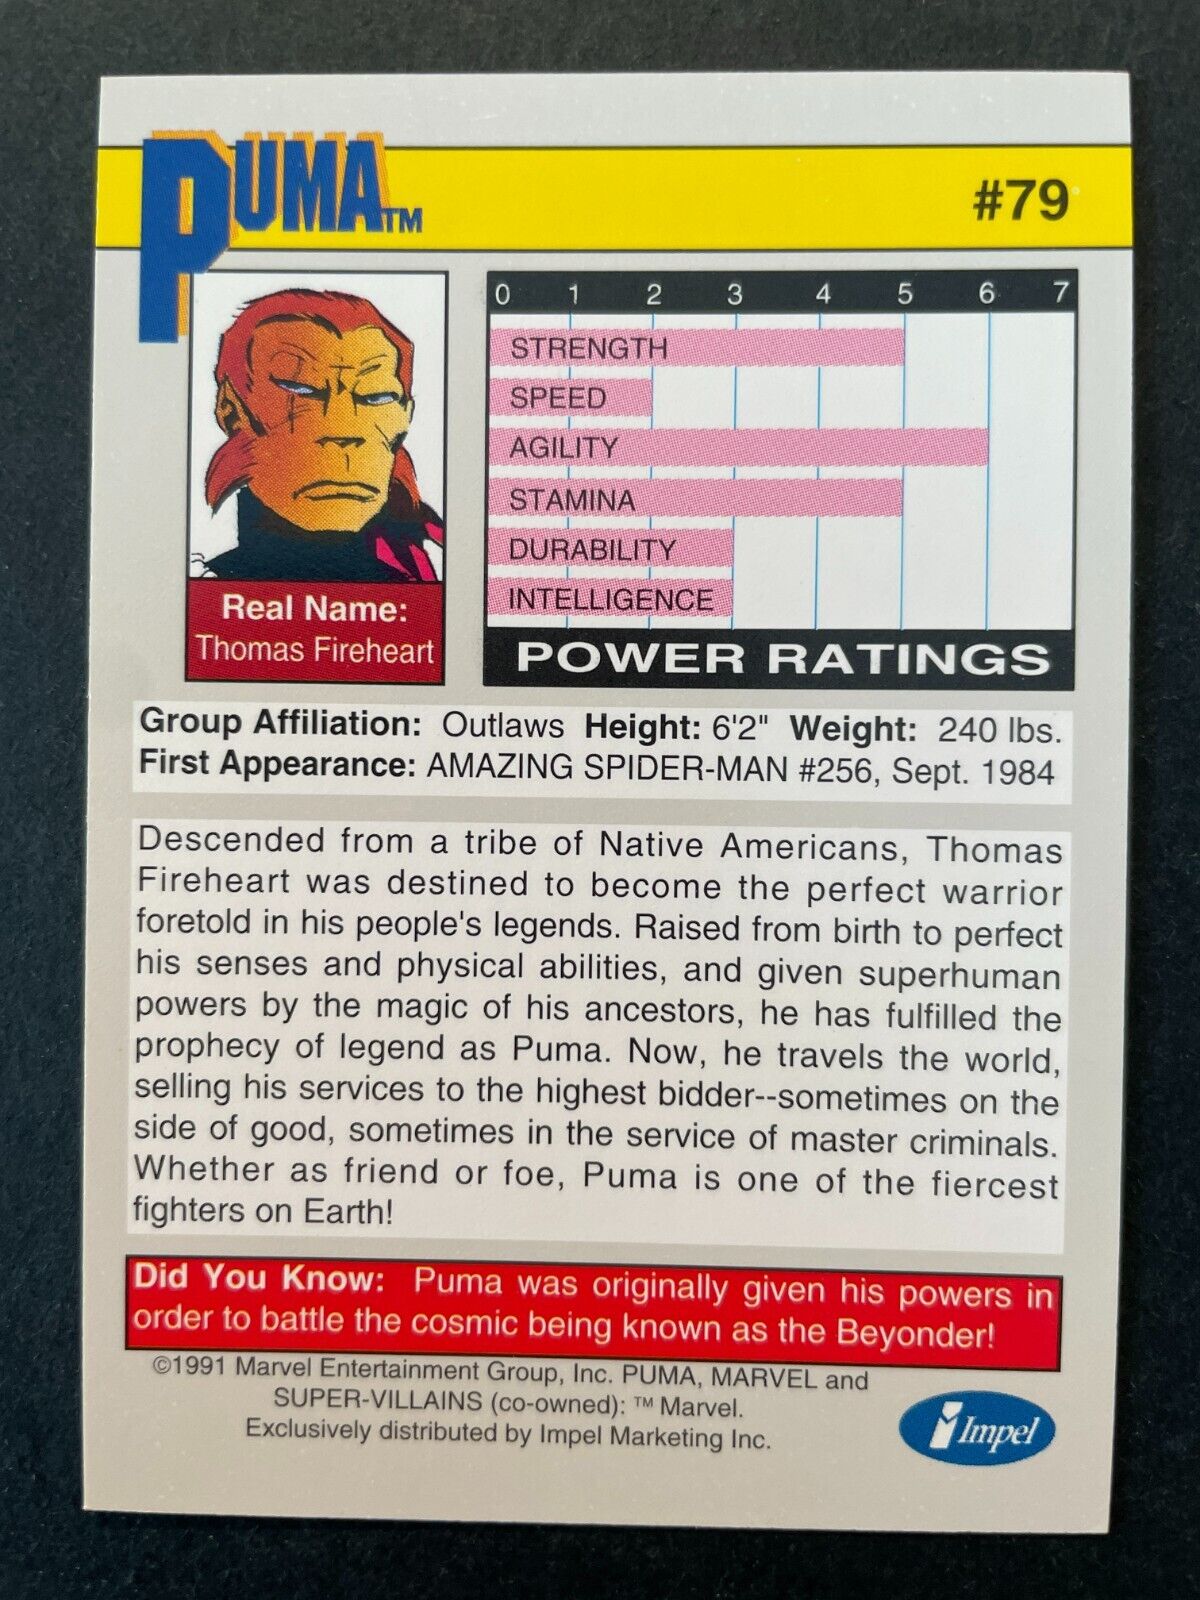 PUMA™
#79
0 1 2 3 4 5 6 7
STRENGTH
SPEED
AGILITY
STAMINA
DURABILITY
INTELLIGENCE
POWER RATINGS
Real Name:
Thomas Fireheart
Group Affiliation: Outlaws Height: 6'2" Weight: 240 lbs.
First Appearance: AMAZING SPIDER-MAN #256, Sept. 1984
Descended from a tribe of Native Americans, Thomas
Fireheart was destined to become the perfect warrior
foretold in his people's legends. Raised from birth to perfect
his senses and physical abilities, and given superhuman
powers by the magic of his ancestors, he has fulfilled the
prophecy of legend as Puma. Now, he travels the world,
selling his services to the highest bidder--sometimes on the
side of good, sometimes in the service of master criminals.
Whether as friend or foe, Puma is one of the fiercest
fighters on Earth!
Did You Know: Puma was originally given his powers in
order to battle the cosmic being known as the Beyonder!
©1991 Marvel Entertainment Group, Inc. PUMA, MARVEL and
SUPER-VILLAINS (co-owned): ™ Marvel.
Exclusively distributed by Impel Marketing Inc.
Impel